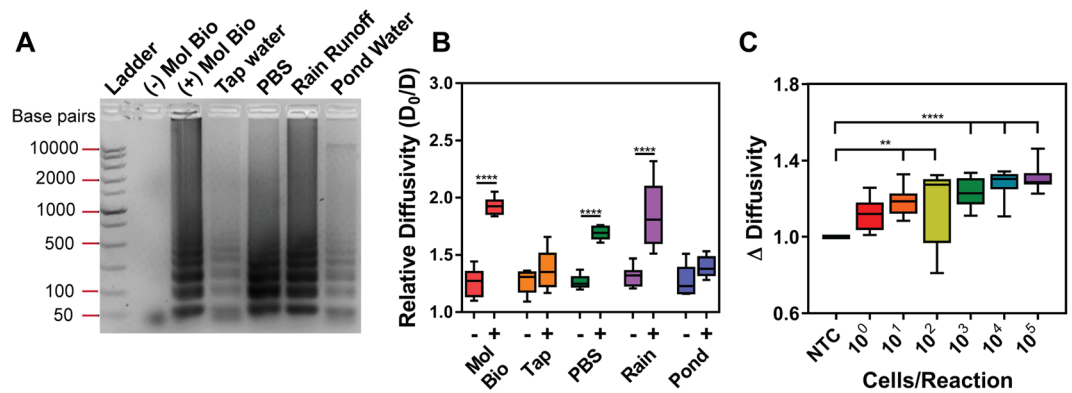 A
Ladder
(-) Mol Bio
(+) Mol Bio
Tap water
PBS
Rain Runoff
Pond Water
Base pairs
10000
2000
1000
500
100
50
B
Relative Diffusivity (D₀/D)
3.0
2.5
2.0
1.5
1.0
****
****
****
- + - + - + - + - +
Mol Bio
Tap
PBS
Rain
Pond
C
Δ Diffusivity
1.8
1.4
1.0
0.6
****
**
NTC
10⁰
10¹
10²
10³
10⁴
10⁵
Cells/Reaction